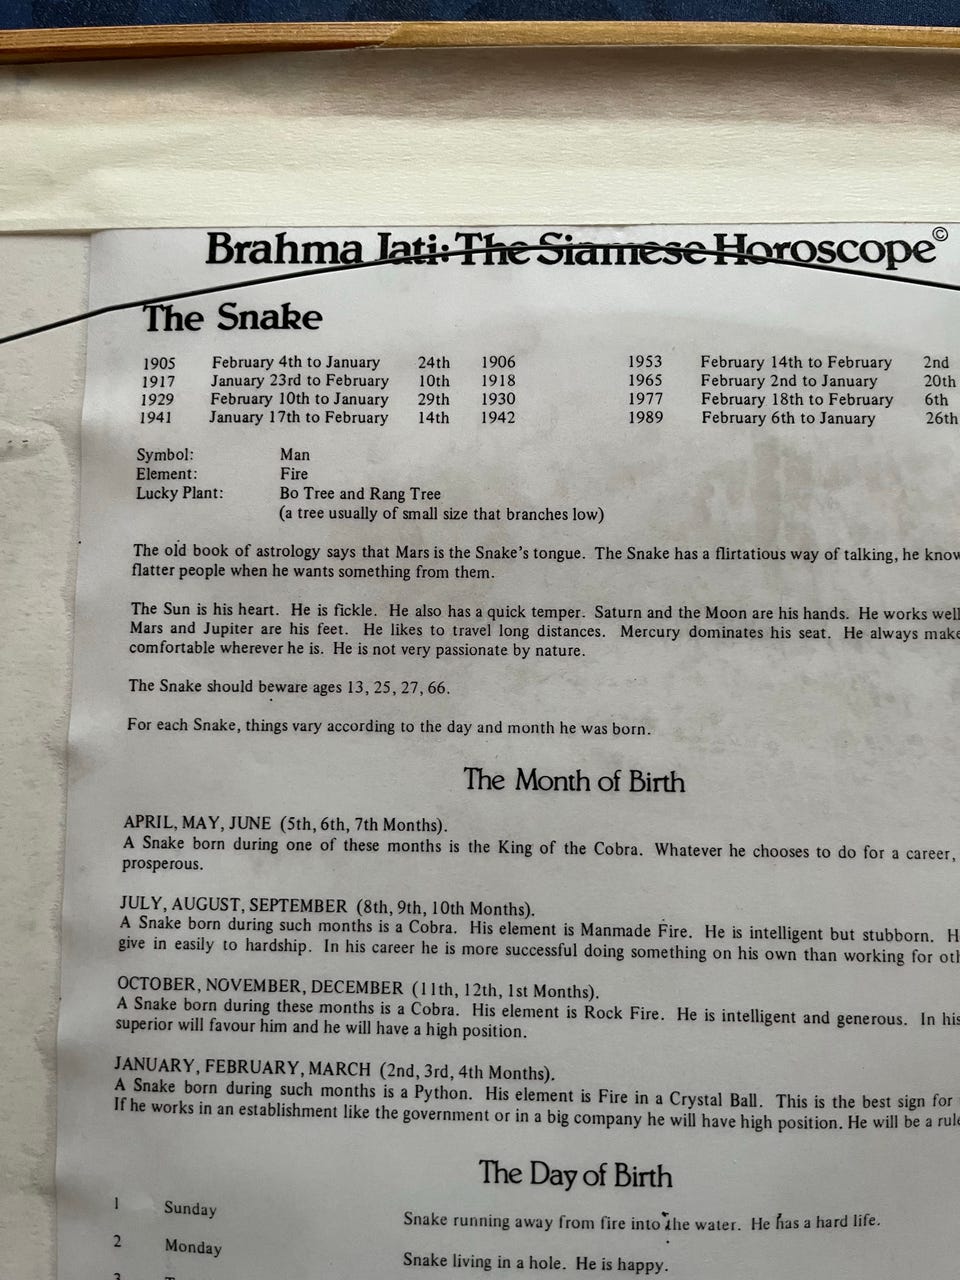 Brahma Jati: The Siamese Horoscope©
The Snake
1905 February 4th to January 24th 1906 1953 February 14th to February 2nd
1917 January 23rd to February 10th 1918 1965 February 2nd to January 20th
1929 February 10th to January 29th 1930 1977 February 18th to February 6th
1941 January 17th to February 14th 1942 1989 February 6th to January 26th
Symbol: Man
Element: Fire
Lucky Plant: Bo Tree and Rang Tree
(a tree usually of small size that branches low)
The old book of astrology says that Mars is the Snake's tongue. The Snake has a flirtatious way of talking, he know
flatter people when he wants something from them.
The Sun is his heart. He is fickle. He also has a quick temper. Saturn and the Moon are his hands. He works well
Mars and Jupiter are his feet. He likes to travel long distances. Mercury dominates his seat. He always make
comfortable wherever he is. He is not very passionate by nature.
The Snake should beware ages 13, 25, 27, 66.
For each Snake, things vary according to the day and month he was born.
The Month of Birth
APRIL, MAY, JUNE (5th, 6th, 7th Months).
A Snake born during one of these months is the King of the Cobra. Whatever he chooses to do for a career,
prosperous.
JULY, AUGUST, SEPTEMBER (8th, 9th, 10th Months).
A Snake born during such months is a Cobra. His element is Manmade Fire. He is intelligent but stubborn. H
give in easily to hardship. In his career he is more successful doing something on his own than working for oth
OCTOBER, NOVEMBER, DECEMBER (11th, 12th, 1st Months).
A Snake born during these months is a Cobra. His element is Rock Fire. He is intelligent and generous. In his
superior will favour him and he will have a high position.
JANUARY, FEBRUARY, MARCH (2nd, 3rd, 4th Months).
A Snake born during such months is a Python. His element is Fire in a Crystal Ball. This is the best sign for
If he works in an establishment like the government or in a big company he will have high position. He will be a rule
The Day of Birth
1 Sunday Snake running away from fire into the water. He has a hard life.
2 Monday Snake living in a hole. He is happy.